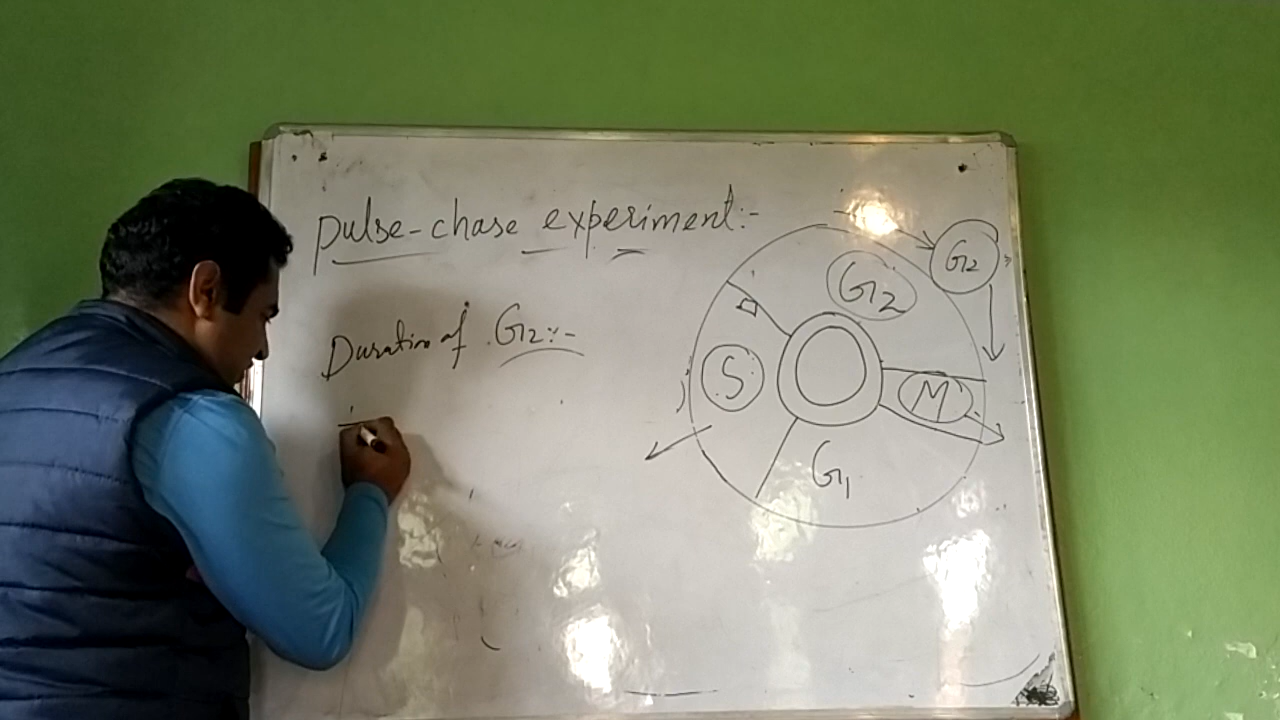 pulse-chase experiment:-
Duration of G2:-
G2
G2
S
M
G1